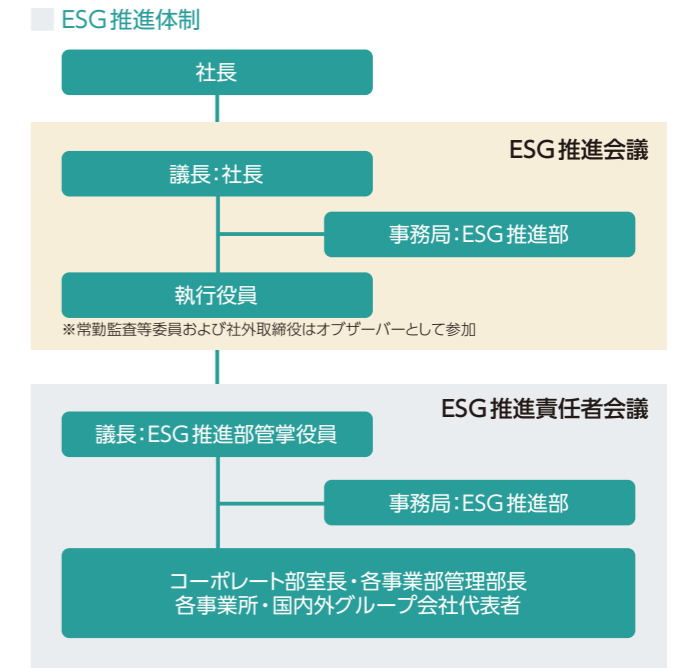 ESG推進体制
社長
ESG推進会議
議長:社長
事務局:ESG推進部
執行役員
※常勤監査等委員および社外取締役はオブザーバーとして参加
ESG推進責任者会議
議長:ESG推進部管掌役員
事務局:ESG推進部
コーポレート部室長・各事業部管理部長
各事業所・国内外グループ会社代表者